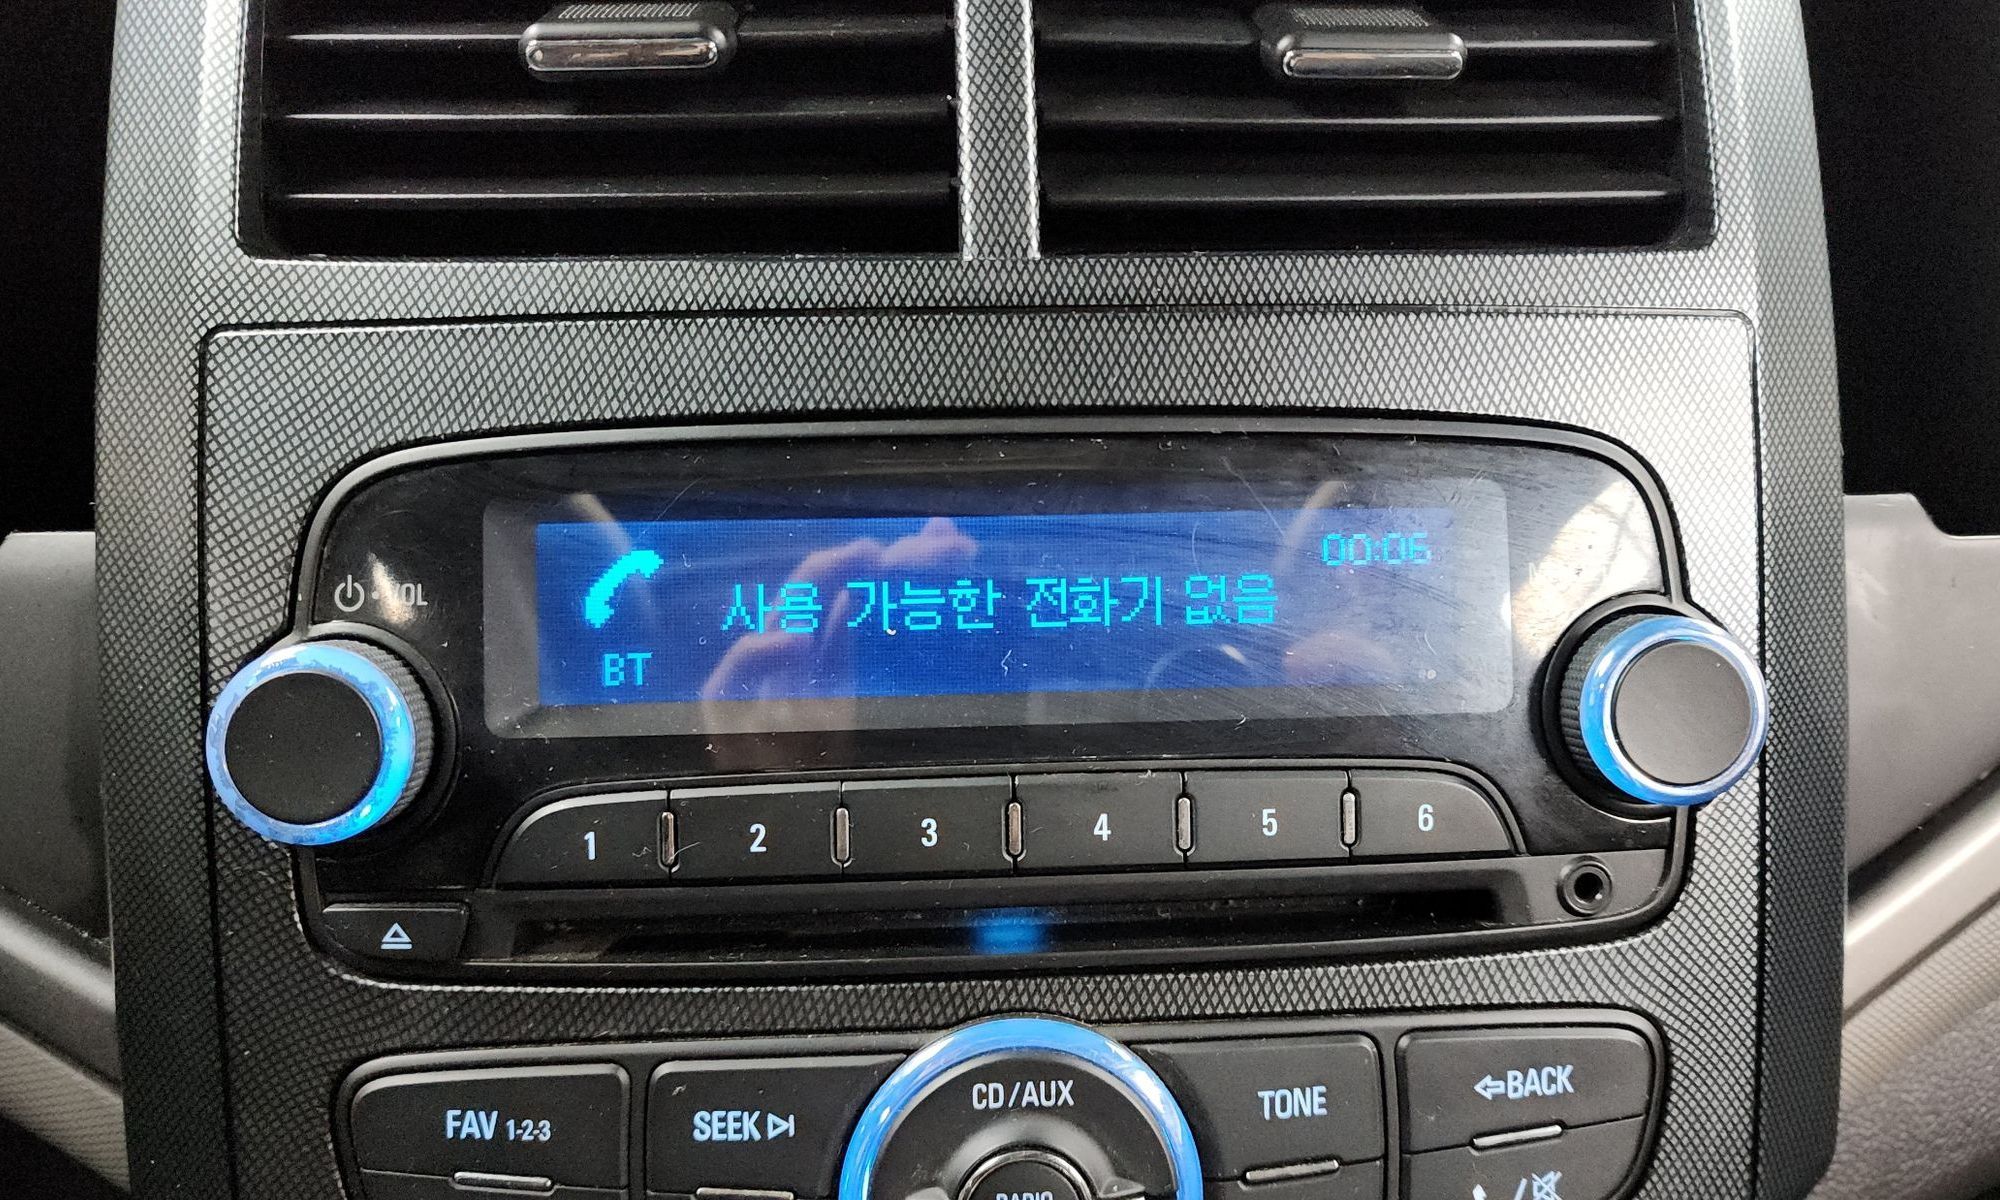 VOL
00:06
사용 가능한 전화기 없음
BT
1 2 3 4 5 6
CD/AUX
FAV 1-2-3
SEEK
TONE
BACK
RADIO